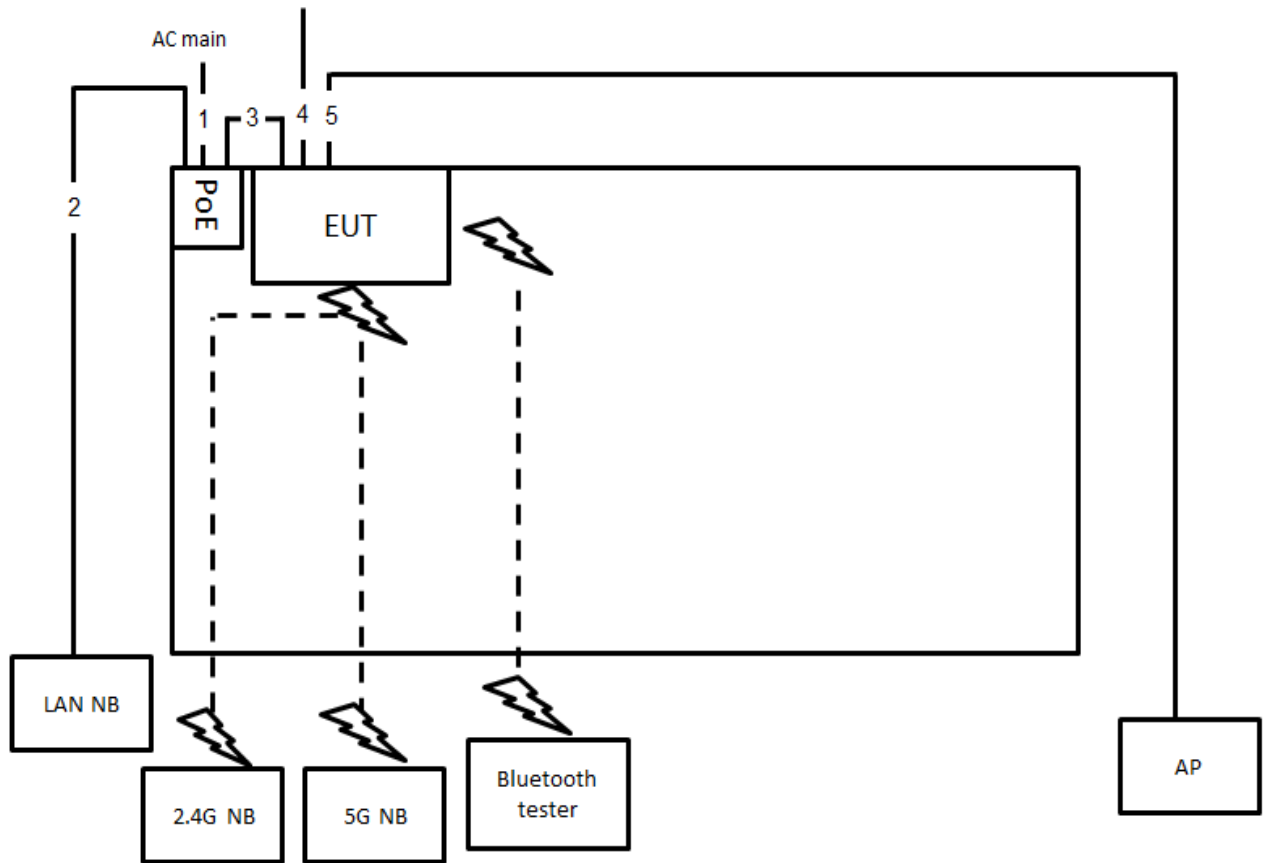 AC main
1
3
4
5
2
PoE
EUT
LAN NB
2.4G NB
5G NB
Bluetooth
tester
AP